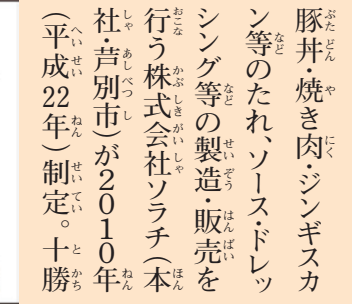 豚丼・焼き肉・ジンギスカ
ン等のたれ、ソース・ドレッ
シング等の製造・販売を
行う株式会社ソラチ（本
社・芦別市）が2010年
（平成22年）制定。十勝